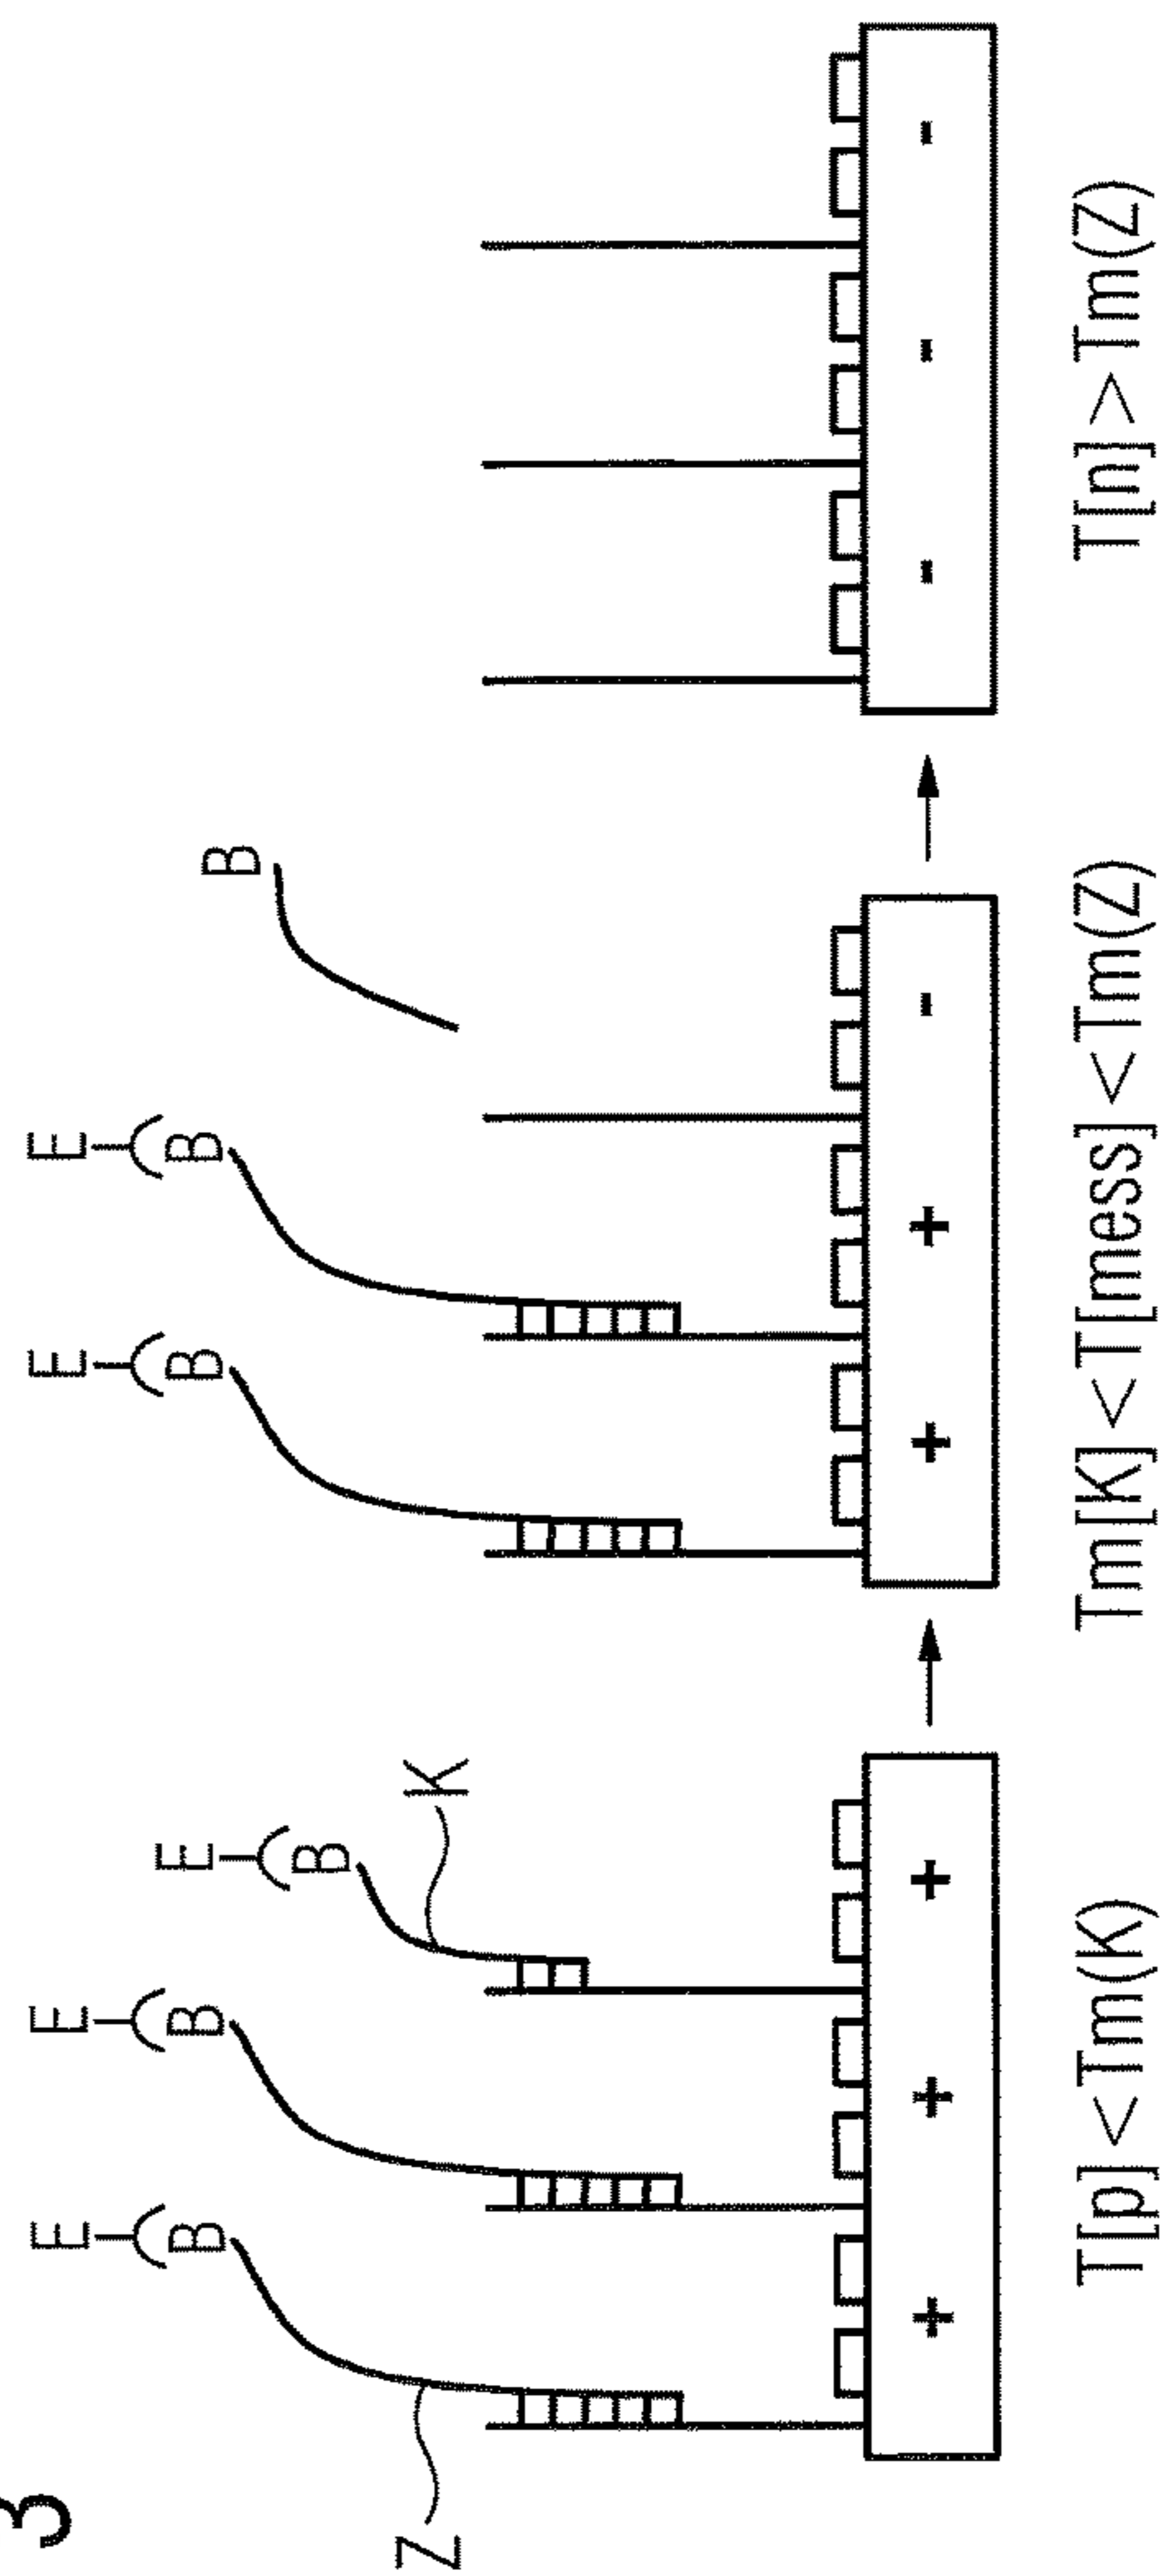 3
E E E
B B B
Z K
+ + +
T[p]<Tm(K)
E E
B B B
+ + -
Tm[K]<T[mess]<Tm(Z)
- - -
T[n]>Tm(Z)